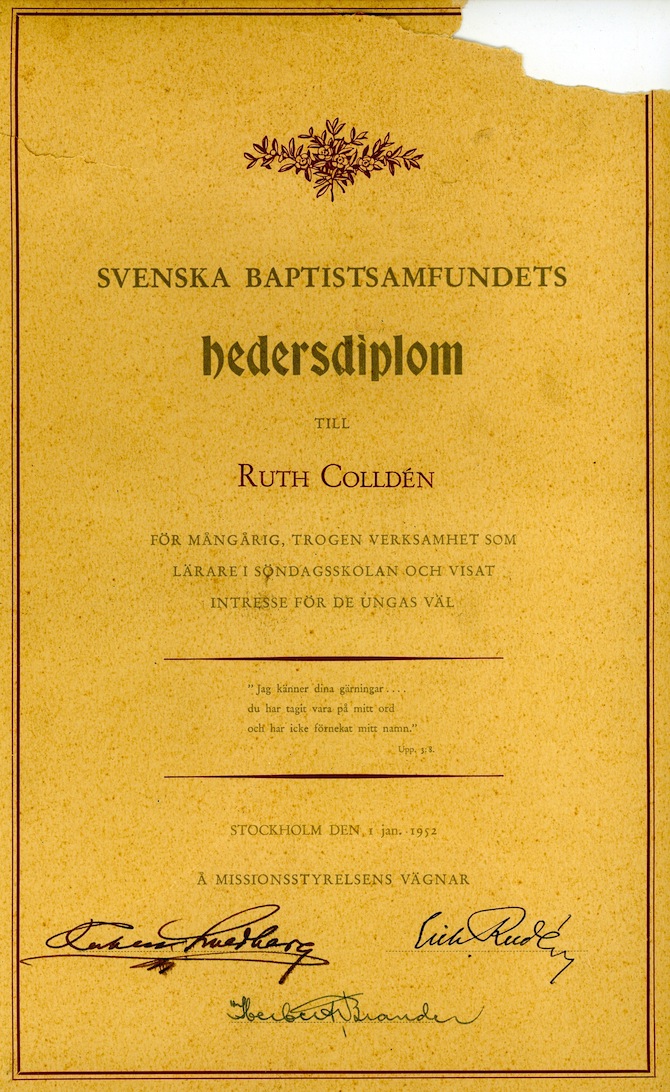 SVENSKA BAPTISTSAMFUNDETS
hedersdiplom
TILL
RUTH COLLDÉN
FÖR MÅNGÅRIG, TROGEN VERKSAMHET SOM
LÄRARE I SÖNDAGSSKOLAN OCH VISAT
INTRESSE FÖR DE UNGAS VÄL
"Jag känner dina gärningar....
du har tagit vara på mitt ord
och har icke förnekat mitt namn."
Upp. 3:8.
STOCKHOLM DEN 1 jan. 1952
Å MISSIONSSTYRELSENS VÄGNAR
Erik Rudén
Herbert Brander